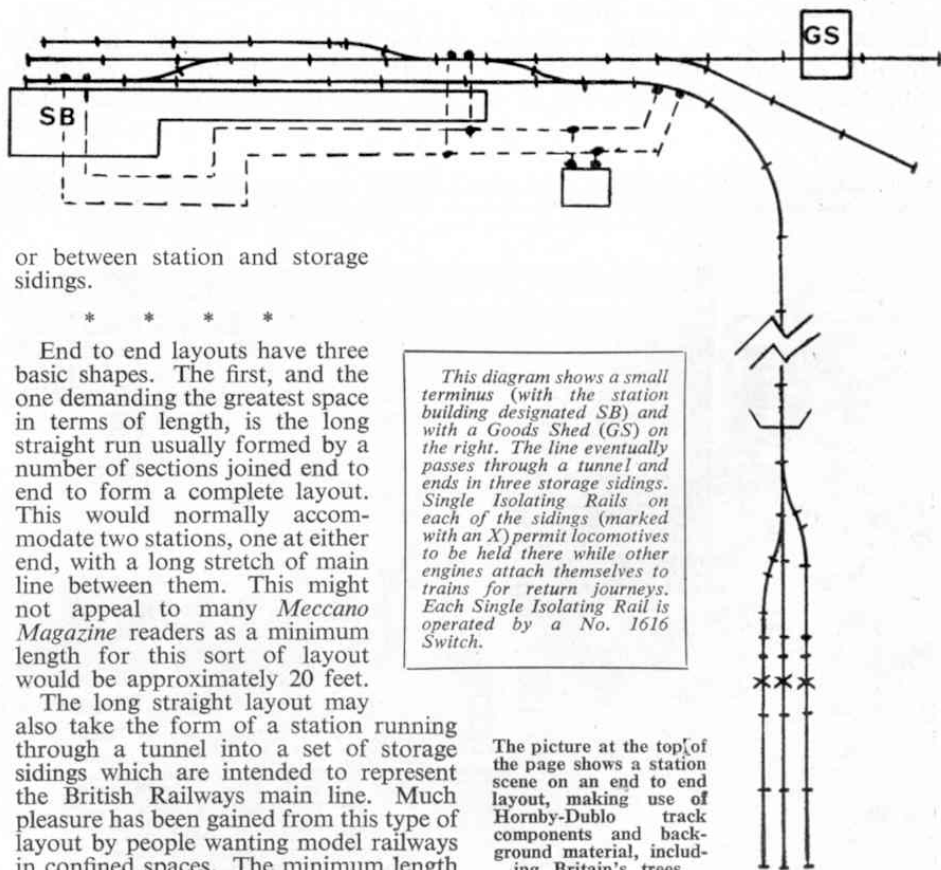 GS
SB
or between station and storage
sidings.
* * * *
End to end layouts have three
basic shapes. The first, and the
one demanding the greatest space
in terms of length, is the long
straight run usually formed by a
number of sections joined end to
end to form a complete layout.
This would normally accom-
modate two stations, one at either
end, with a long stretch of main
line between them. This might
not appeal to many Meccano
Magazine readers as a minimum
length for this sort of layout
would be approximately 20 feet.
The long straight layout may
also take the form of a station running
through a tunnel into a set of storage
sidings which are intended to represent
the British Railways main line. Much
pleasure has been gained from this type of
layout by people wanting model railways
in confined spaces. The minimum length
This diagram shows a small
terminus (with the station
building designated SB) and
with a Goods Shed (GS) on
the right. The line eventually
passes through a tunnel and
ends in three storage sidings.
Single Isolating Rails on
each of the sidings (marked
with an X) permit locomotives
to be held there while other
engines attach themselves to
trains for return journeys.
Each Single Isolating Rail is
operated by a No. 1616
Switch.
The picture at the top of
the page shows a station
scene on an end to end
layout, making use of
Hornby-Dublo track
components and back-
ground material, includ-
ing Britain's trees
X X X